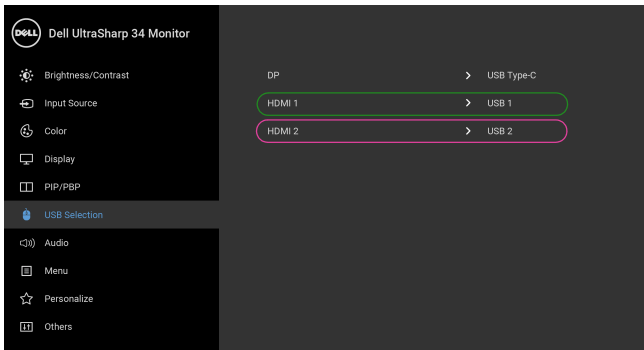 DELL Dell UltraSharp 34 Monitor
Brightness/Contrast
Input Source
Color
Display
PIP/PBP
USB Selection
Audio
Menu
Personalize
Others
DP > USB Type-C
HDMI 1 > USB 1
HDMI 2 > USB 2